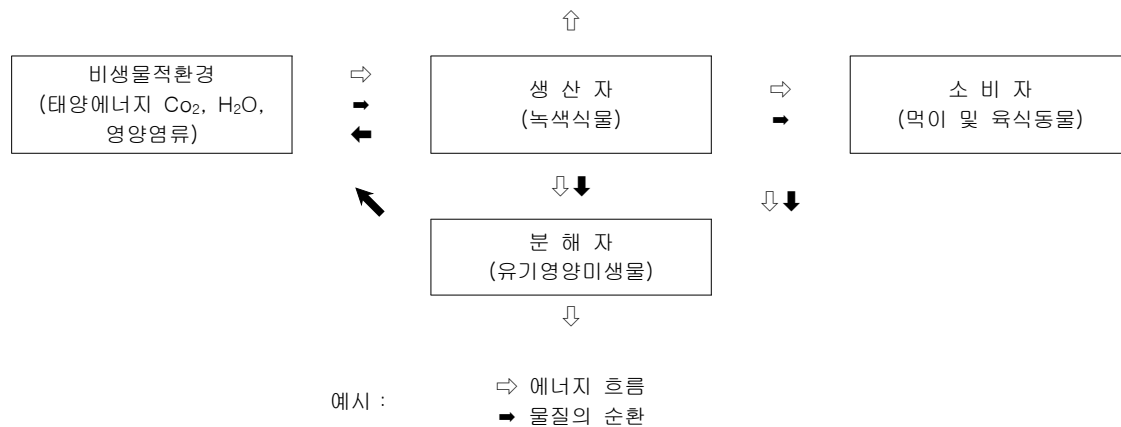 비생물적환경
(태양에너지 Co₂, H₂O,
영양염류)
생 산 자
(녹색식물)
소 비 자
(먹이 및 육식동물)
분 해 자
(유기영양미생물)
예시 :
⇨ 에너지 흐름
➡ 물질의 순환